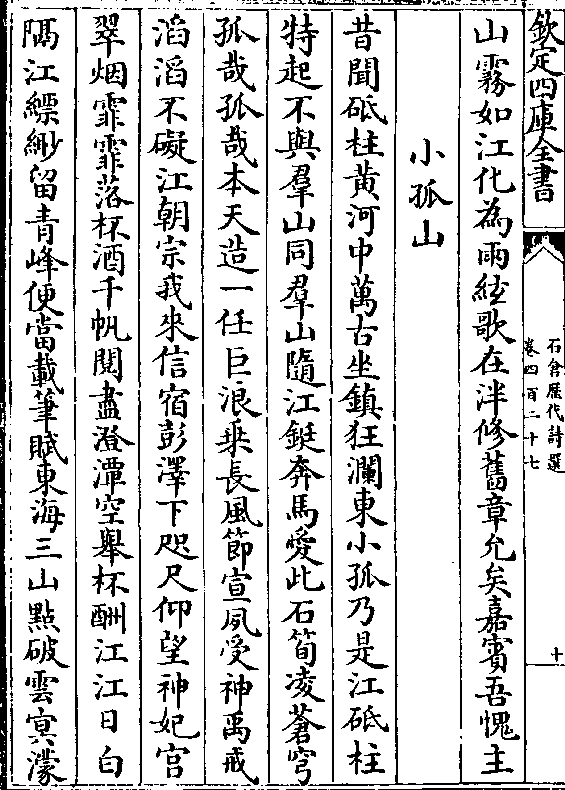 欽定四庫全書
石倉歷代詩選
卷四百二十七
十
山霧如江化為雨絃歌在泮修舊章允矣嘉賓吾愧主
小孤山
昔聞砥柱黄河中萬古坐鎮狂瀾東小孤乃是江砥柱
特起不與羣山同羣山隨江鋌奔馬愛此石筍凌蒼穹
孤哉孤哉本天造一任巨浪乗長風節宣夙受神禹戒
滔滔不礙江朝宗我來信宿彭澤下咫尺仰望神妃宮
翠烟霏霏落杯酒千帆閱盡澄潭空舉杯酬江江日白
隔江縹緲留青峰便當載筆賦東海三山點破雲㝠濛